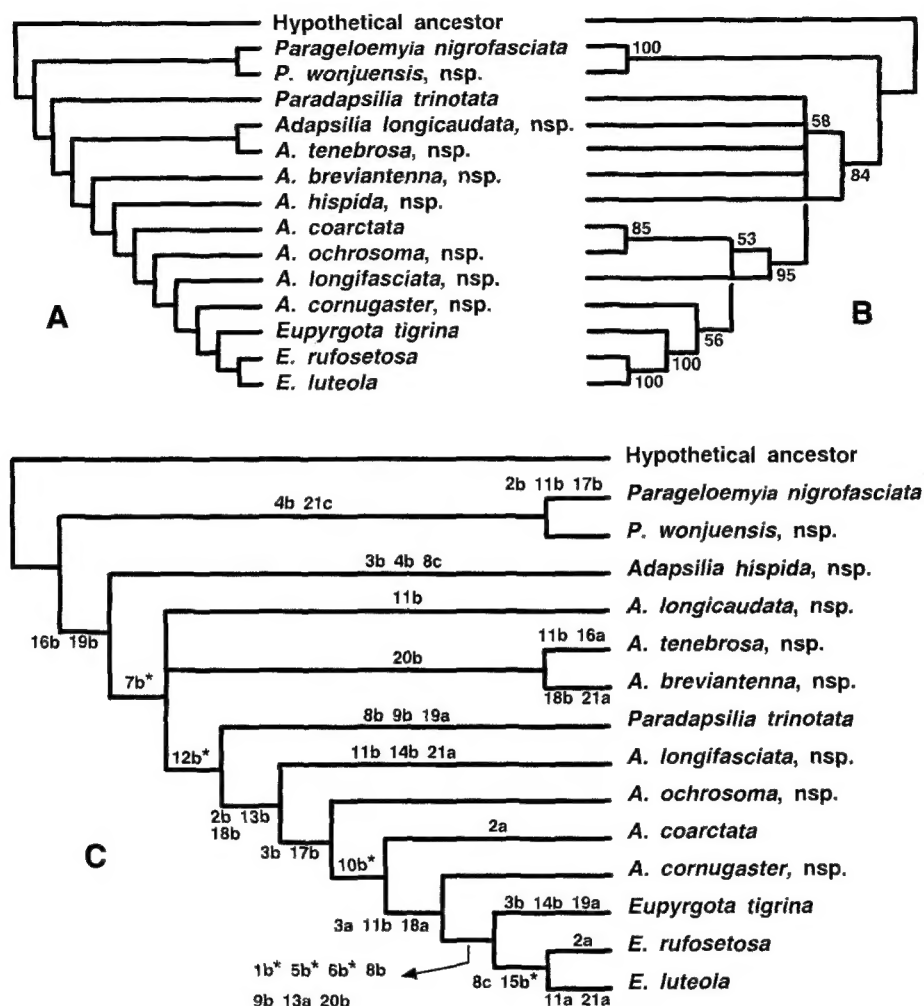 Hypothetical ancestor
Parageloemyia nigrofasciata
P. wonjuensis, nsp.
Paradapsilia trinotata
Adapsilia longicaudata, nsp.
A. tenebrosa, nsp.
A. breviantenna, nsp.
A. hispida, nsp.
A. coarctata
A. ochrosoma, nsp.
A. longifasciata, nsp.
A. cornugaster, nsp.
Eupyrgota tigrina
E. rufosetosa
E. luteola
A
100
58
84
85
53
95
56
100
100
B
Hypothetical ancestor
2b 11b 17b
Parageloemyia nigrofasciata
4b 21c
P. wonjuensis, nsp.
3b 4b 8c
Adapsilia hispida, nsp.
11b
A. longicaudata, nsp.
16b 19b
11b 16a
A. tenebrosa, nsp.
20b
7b*
A. breviantenna, nsp.
18b 21a
8b 9b 19a
Paradapsilia trinotata
12b*
11b 14b 21a
A. longifasciata, nsp.
2b 13b
18b
A. ochrosoma, nsp.
3b 17b
2a
A. coarctata
10b*
C
A. cornugaster, nsp.
3b 14b 19a
Eupyrgota tigrina
3a 11b 18a
2a
E. rufosetosa
1b* 5b* 6b* 8b
8c 15b*
E. luteola
9b 13a 20b
11a 21a